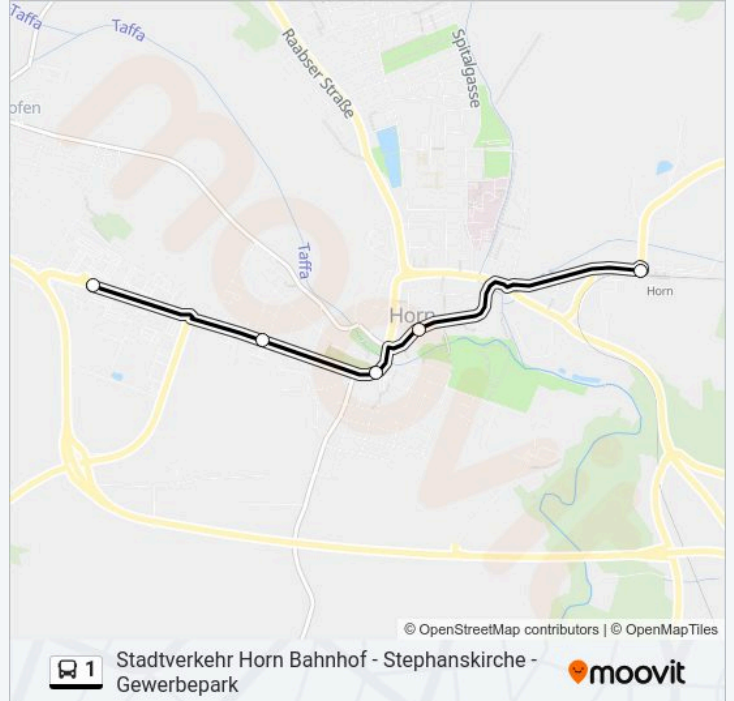 Taffa
Taffa
Raabser Straße
Spitalgasse
ofen
Taffa
Horn
Horn
moovit
© OpenStreetMap contributors | © OpenMapTiles
1
Stadtverkehr Horn Bahnhof - Stephanskirche -
Gewerbepark
moovit